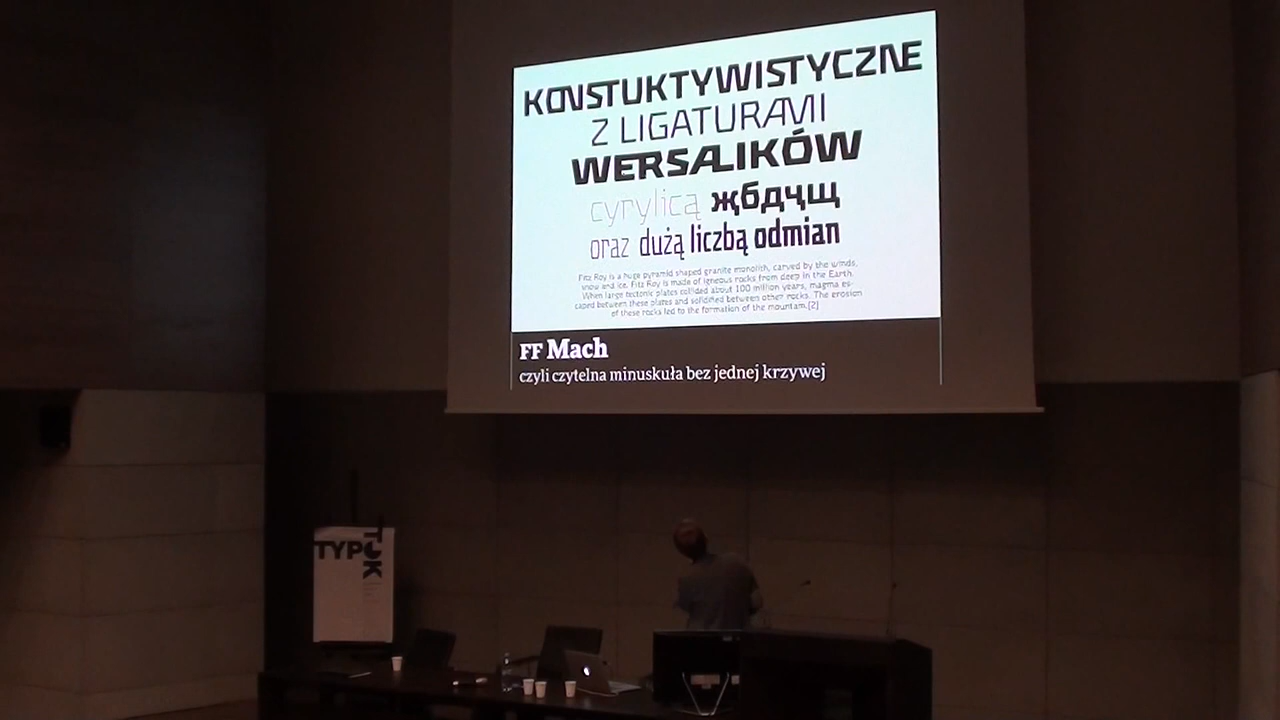 KONSTUKTYWISTYCZNE
Z LIGATURAMI
WERSALIKÓW
cyrylicą җбдҷщ
oraz dużą liczbą odmian
Fitz Roy is a huge pyramid shaped granite monolith, carved by the winds,
snow and ice. Fitz Roy is made of igneous rocks from deep in the Earth.
When large tectonic plates collided about 100 million years, magma es-
caped between these plates and solidified between other rocks. The erosion
of these rocks led to the formation of the mountain.[2]
FF Mach
czyli czytelna minuskuła bez jednej krzywej
TYPO
TOK